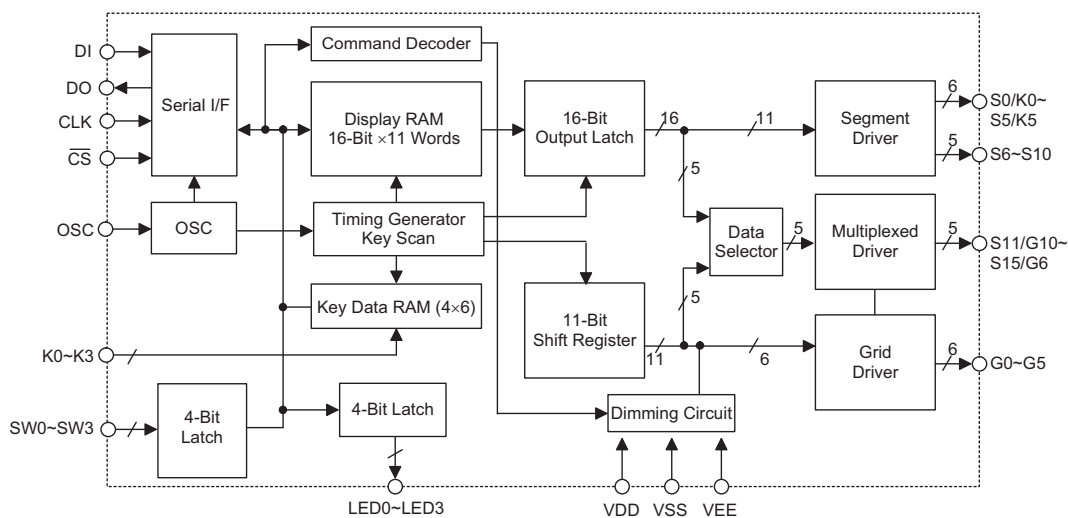 DI
DO
CLK
CS
OSC
K0~K3
SW0~SW3
Serial I/F
OSC
Command Decoder
Display RAM
16-Bit ×11 Words
Timing Generator
Key Scan
Key Data RAM (4×6)
4-Bit
Latch
4-Bit Latch
LED0~LED3
16-Bit
Output Latch
16
11
5
11-Bit
Shift Register
11
5
6
Data
Selector
5
Dimming Circuit
VDD
VSS
VEE
Segment
Driver
6
S0/K0~
S5/K5
5
S6~S10
Multiplexed
Driver
5
S11/G10~
S15/G6
Grid
Driver
6
G0~G5